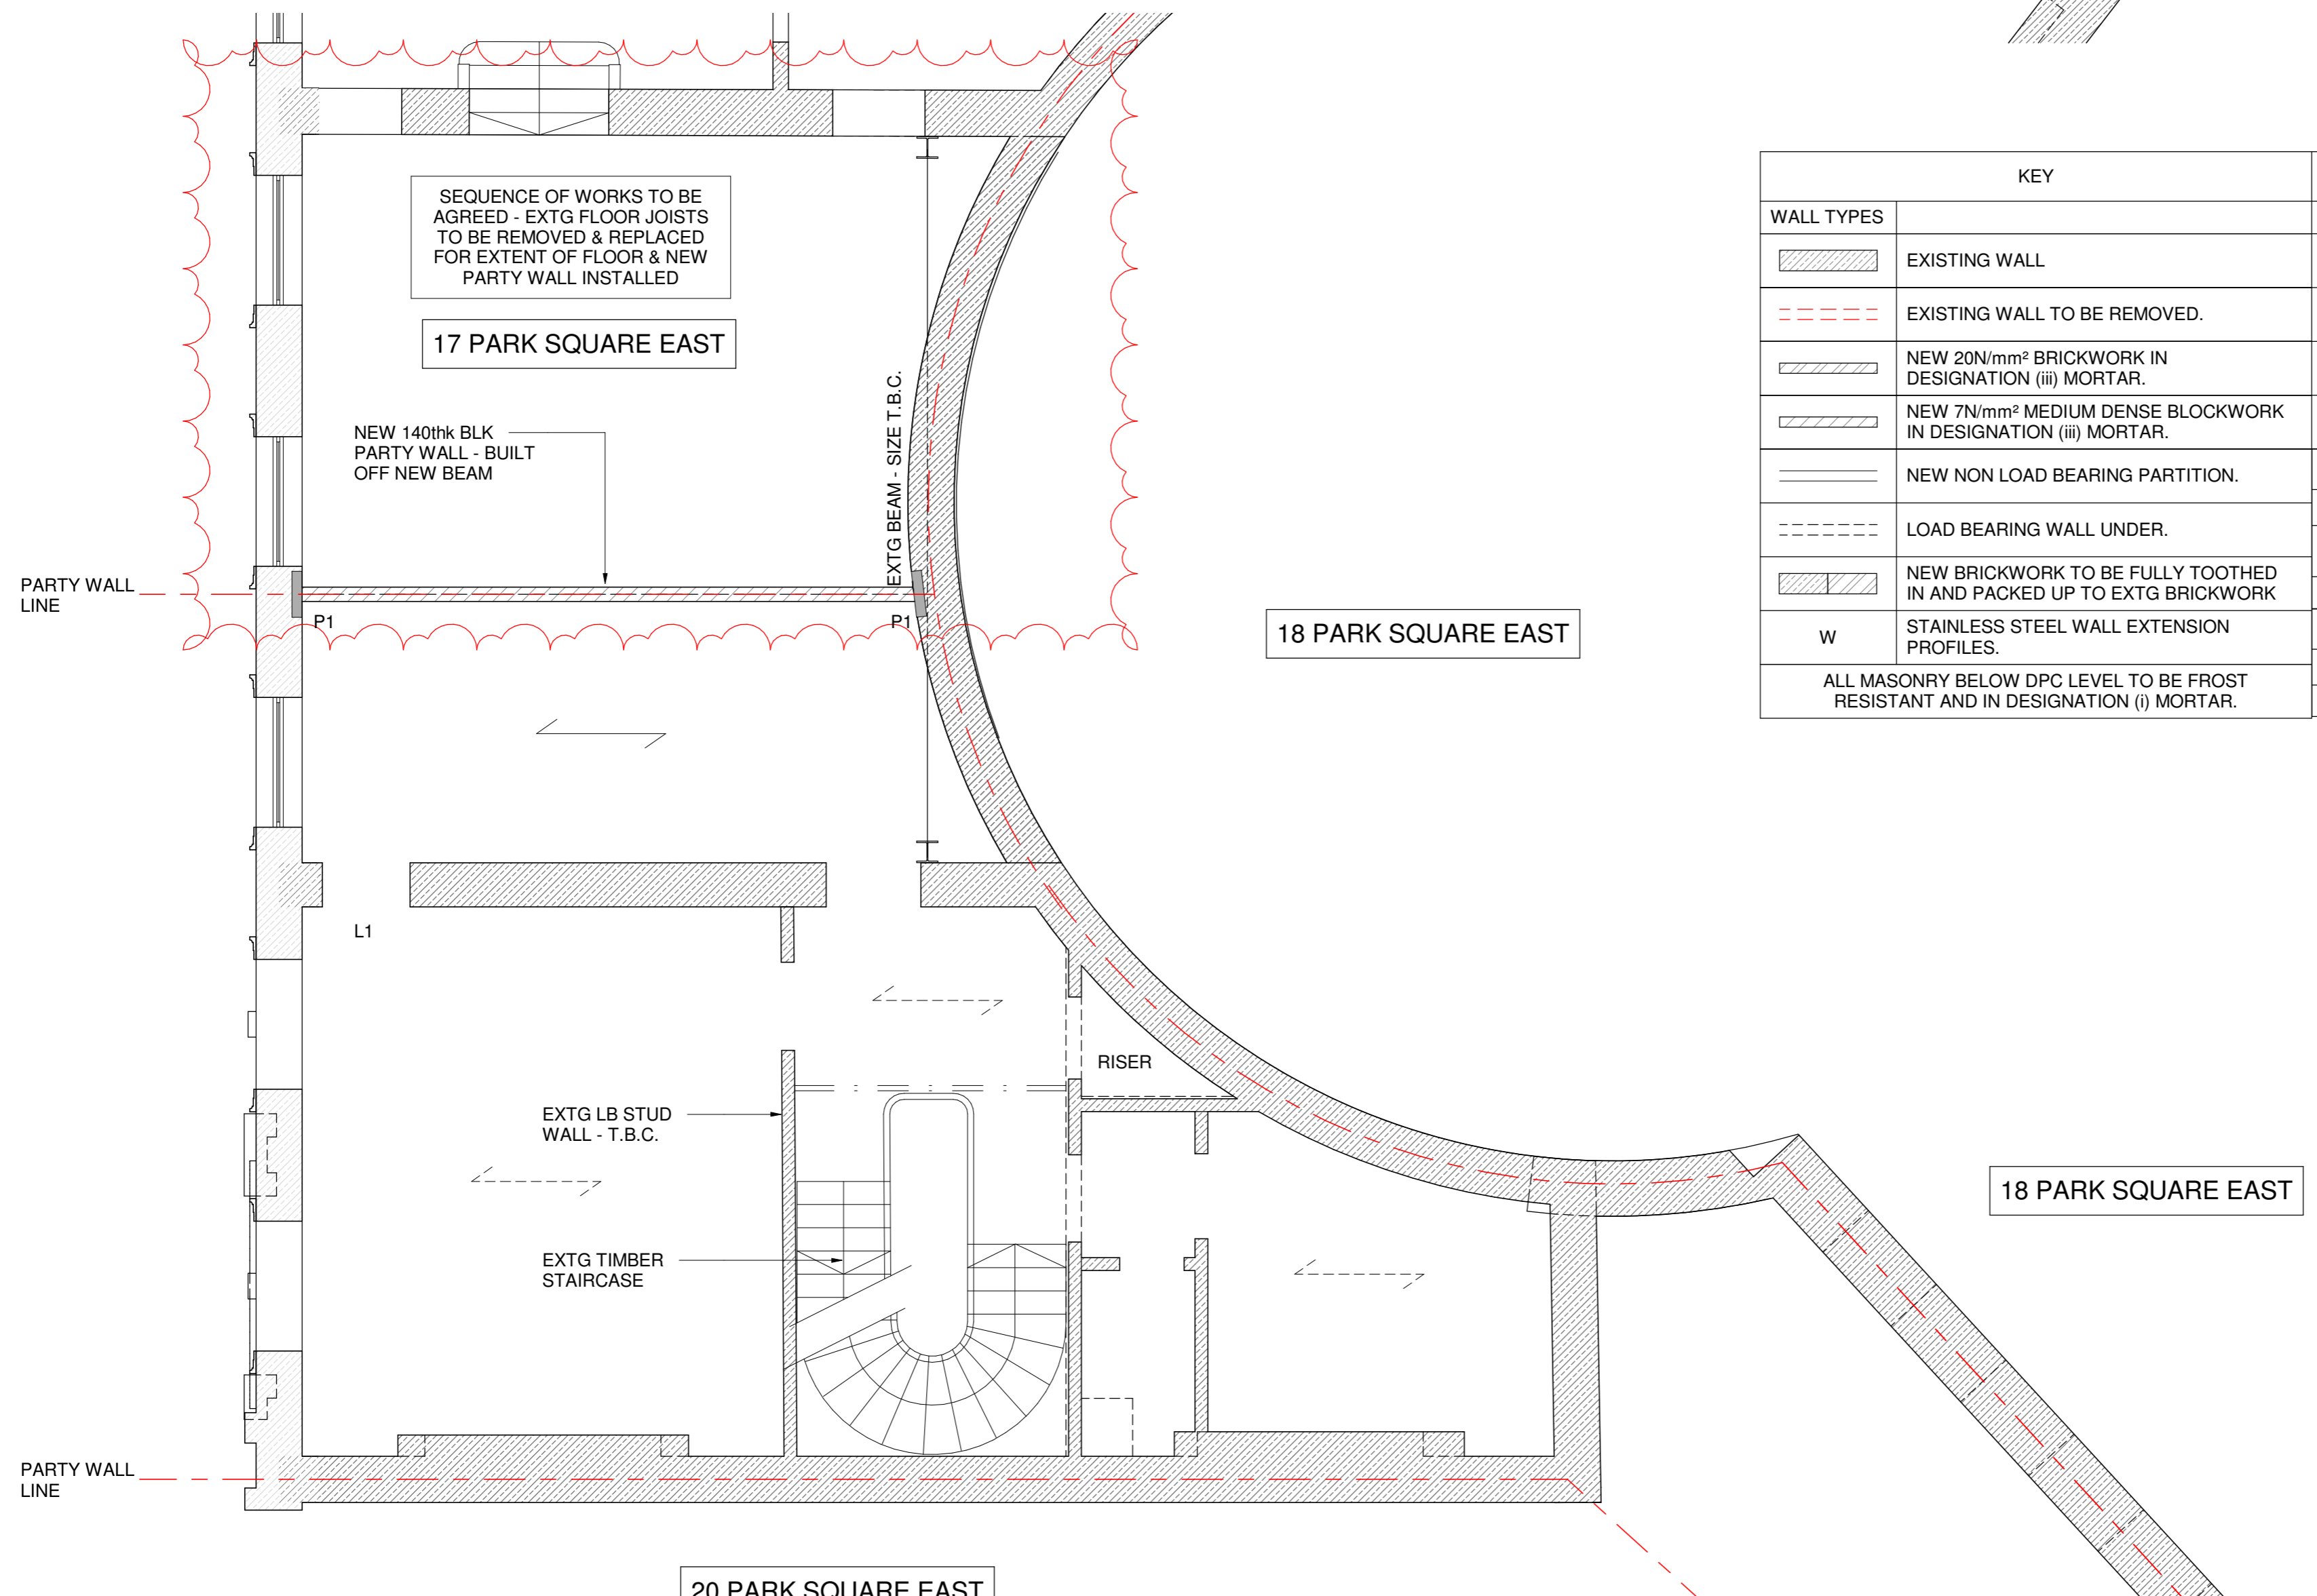 SEQUENCE OF WORKS TO BE
AGREED - EXTG FLOOR JOISTS
TO BE REMOVED & REPLACED
FOR EXTENT OF FLOOR & NEW
PARTY WALL INSTALLED
17 PARK SQUARE EAST
NEW 140thk BLK
PARTY WALL - BUILT
OFF NEW BEAM
EXTG BEAM - SIZE T.B.C.
PARTY WALL
LINE
P1
P1
18 PARK SQUARE EAST
L1
RISER
EXTG LB STUD
WALL - T.B.C.
EXTG TIMBER
STAIRCASE
18 PARK SQUARE EAST
PARTY WALL
LINE
20 PARK SQUARE EAST
KEY
WALL TYPES
EXISTING WALL
EXISTING WALL TO BE REMOVED.
NEW 20N/mm² BRICKWORK IN
DESIGNATION (iii) MORTAR.
NEW 7N/mm² MEDIUM DENSE BLOCKWORK
IN DESIGNATION (iii) MORTAR.
NEW NON LOAD BEARING PARTITION.
LOAD BEARING WALL UNDER.
NEW BRICKWORK TO BE FULLY TOOTHED
IN AND PACKED UP TO EXTG BRICKWORK
W
STAINLESS STEEL WALL EXTENSION
PROFILES.
ALL MASONRY BELOW DPC LEVEL TO BE FROST
RESISTANT AND IN DESIGNATION (i) MORTAR.